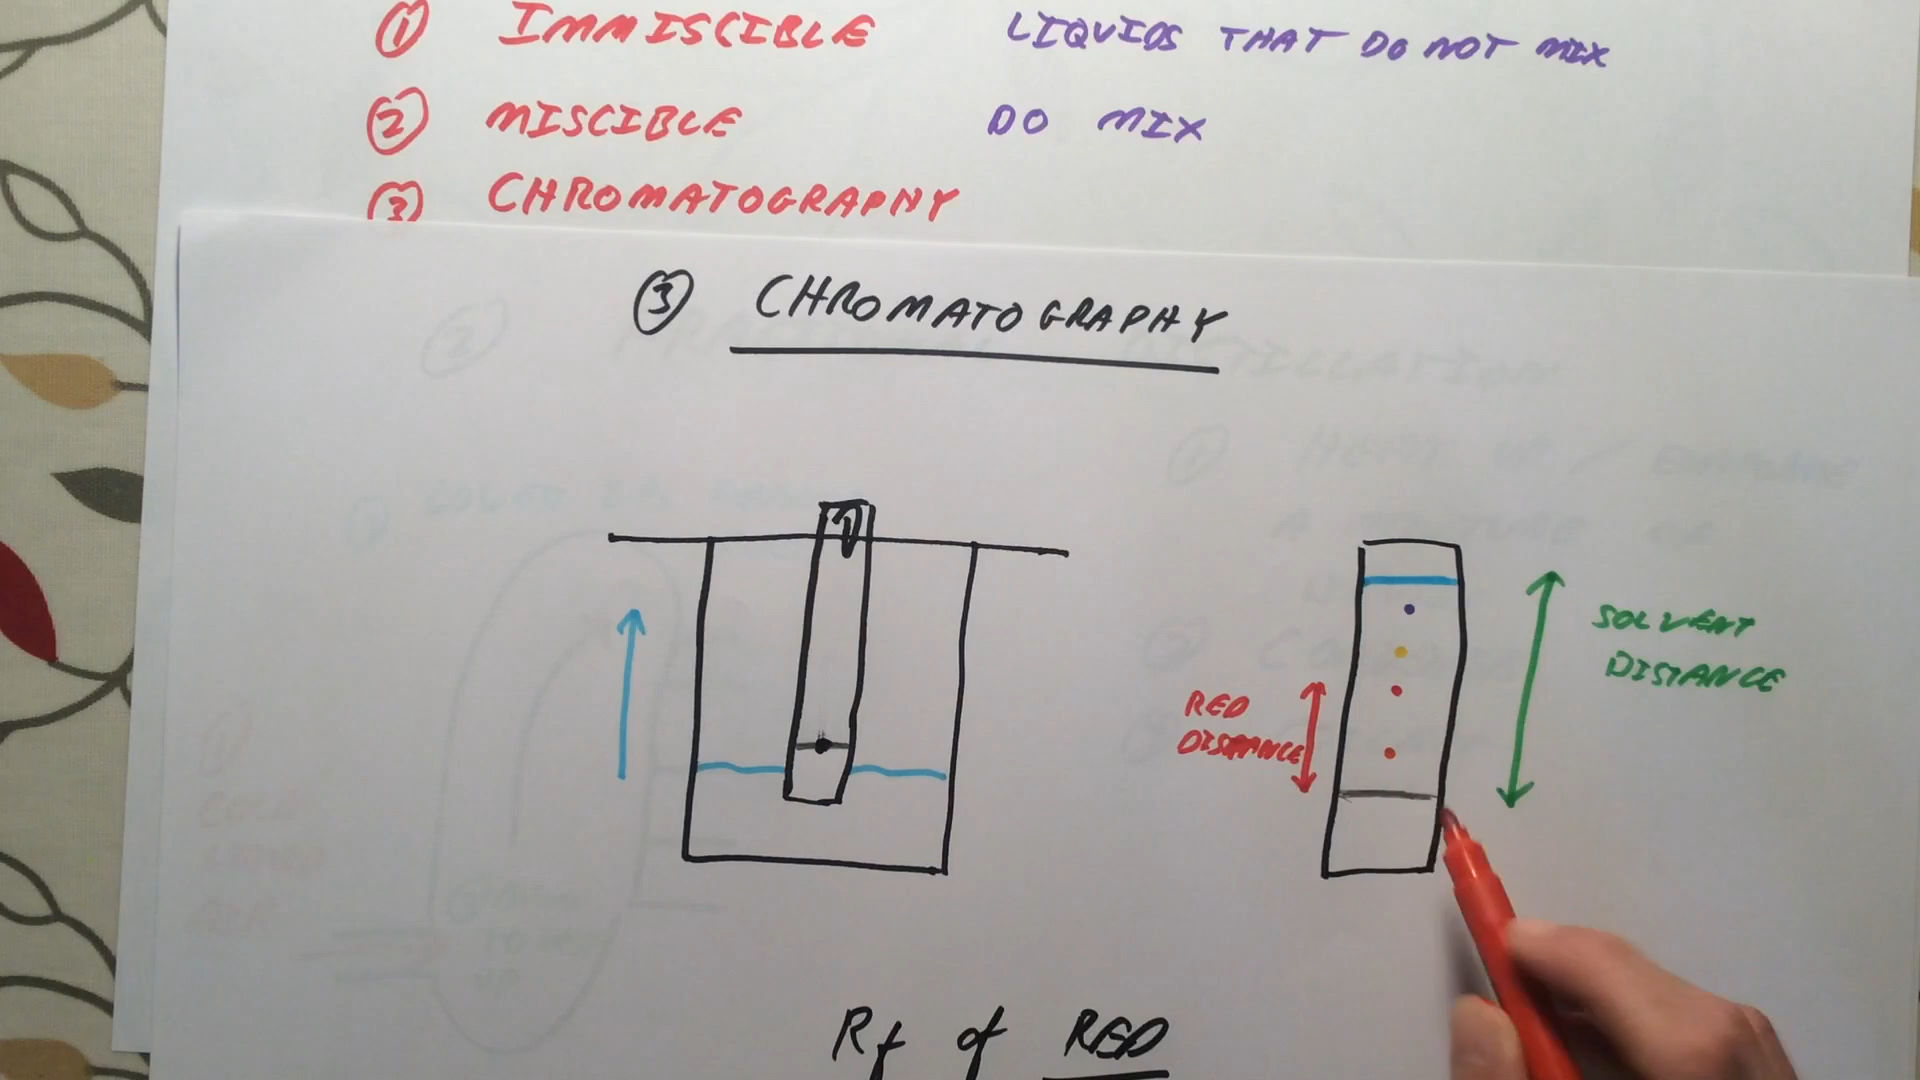 ① IMMISCIBLE LIQUIDS THAT DO NOT MIX
② MISCIBLE DO MIX
③ CHROMATOGRAPHY
③ CHROMATOGRAPHY
SOLVENT
DISTANCE
RED
DISTANCE
Rf of RED